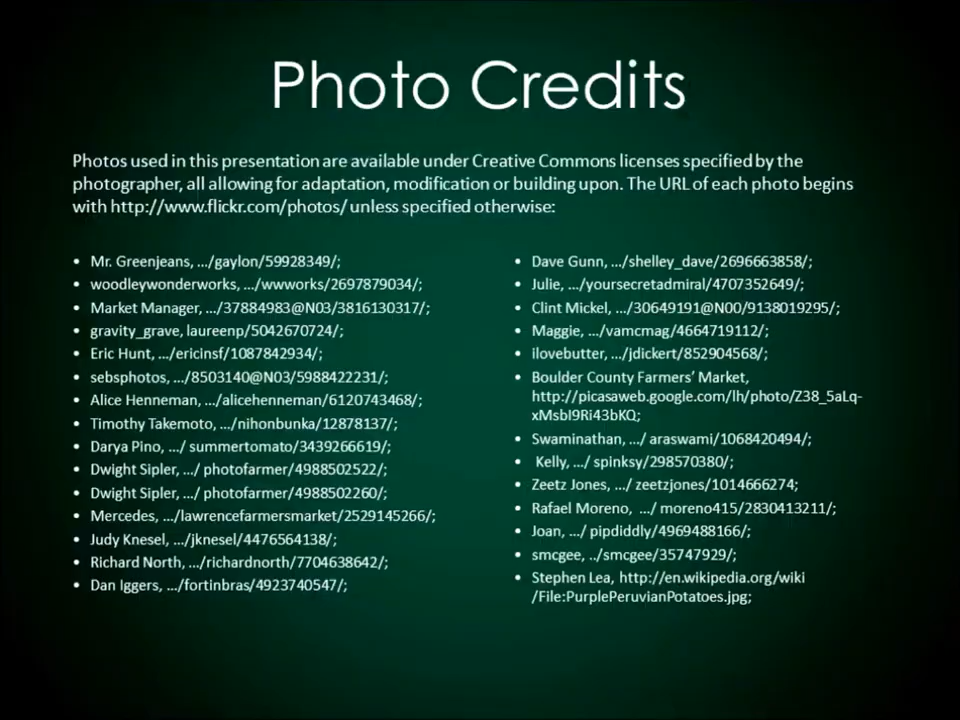 Photo Credits
Photos used in this presentation are available under Creative Commons licenses specified by the
photographer, all allowing for adaptation, modification or building upon. The URL of each photo begins
with http://www.flickr.com/photos/ unless specified otherwise:
• Mr. Greenjeans, .../gaylon/59928349/;
• woodleywonderworks, .../wwworks/2697879034/;
• Market Manager, .../37884983@N03/3816130317/;
• gravity_grave, laureenp/5042670724/;
• Eric Hunt, .../ericinsf/1087842934/;
• sebsphotos, .../8503140@N03/5988422231/;
• Alice Henneman, .../alicehenneman/6120743468/;
• Timothy Takemoto, .../nihonbunka/12878137/;
• Darya Pino, .../ summertomato/3439266619/;
• Dwight Sipler, .../ photofarmer/4988502522/;
• Dwight Sipler, .../ photofarmer/4988502260/;
• Mercedes, .../lawrencefarmersmarket/2529145266/;
• Judy Knesel, .../jknesel/4476564138/;
• Richard North, .../richardnorth/7704638642/;
• Dan Iggers, .../fortinbras/4923740547/;
• Dave Gunn, .../shelley_dave/2696663858/;
• Julie, .../yoursecretadmiral/4707352649/;
• Clint Mickel, .../30649191@N00/9138019295/;
• Maggie, .../vamcmag/4664719112/;
• ilovebutter, .../jdickert/852904568/;
• Boulder County Farmers’ Market,
http://picasaweb.google.com/lh/photo/Z38_5aLq-
xMsbI9Ri43bKQ;
• Swaminathan, .../ araswami/1068420494/;
• Kelly, .../ spinksy/298570380/;
• Zeetz Jones, .../ zeetzjones/1014666274;
• Rafael Moreno, .../ moreno415/2830413211/;
• Joan, .../ pipdiddly/4969488166/;
• smcgee, ../smcgee/35747929/;
• Stephen Lea, http://en.wikipedia.org/wiki
/File:PurplePeruvianPotatoes.jpg;